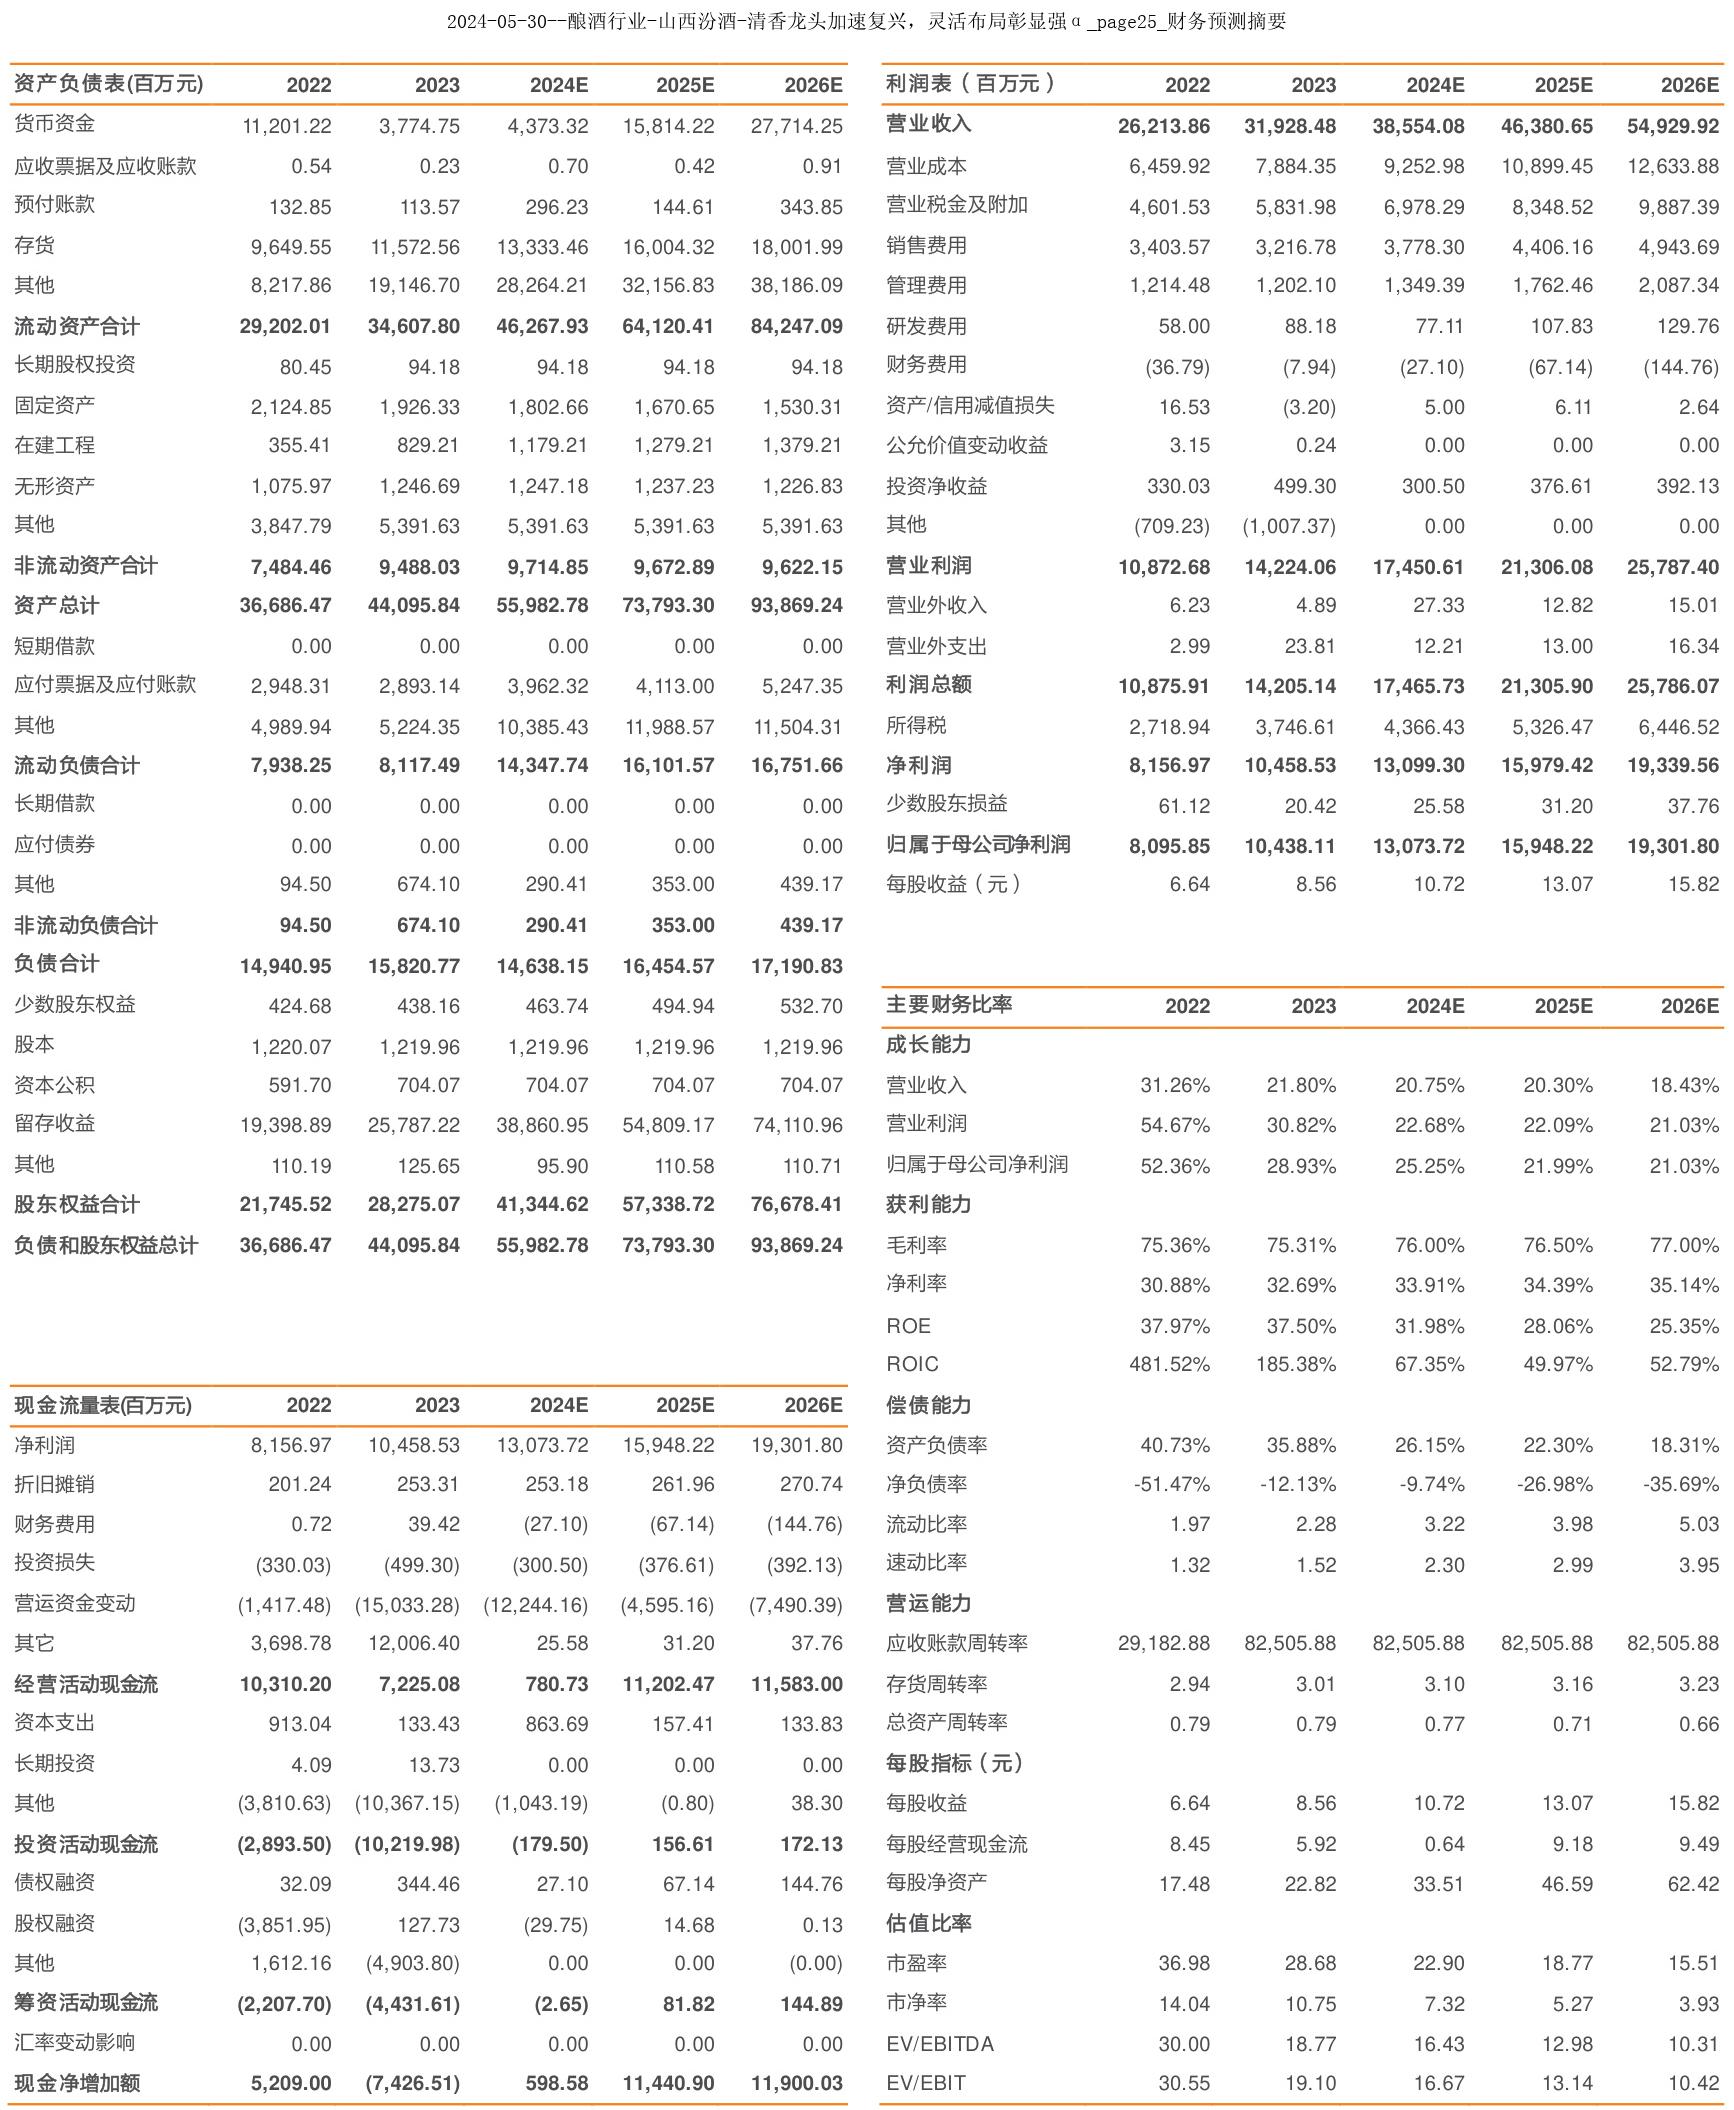 2024-05-30--酿酒行业-山西汾酒-清香龙头加速复兴，灵活布局彰显强α_page25_财务预测摘要
资产负债表(百万元) 2022 2023 2024E 2025E 2026E
货币资金 11,201.22 3,774.75 4,373.32 15,814.22 27,714.25
应收票据及应收账款 0.54 0.23 0.70 0.42 0.91
预付账款 132.85 113.57 296.23 144.61 343.85
存货 9,649.55 11,572.56 13,333.46 16,004.32 18,001.99
其他 8,217.86 19,146.70 28,264.21 32,156.83 38,186.09
流动资产合计 29,202.01 34,607.80 46,267.93 64,120.41 84,247.09
长期股权投资 80.45 94.18 94.18 94.18 94.18
固定资产 2,124.85 1,926.33 1,802.66 1,670.65 1,530.31
在建工程 355.41 829.21 1,179.21 1,279.21 1,379.21
无形资产 1,075.97 1,246.69 1,247.18 1,237.23 1,226.83
其他 3,847.79 5,391.63 5,391.63 5,391.63 5,391.63
非流动资产合计 7,484.46 9,488.03 9,714.85 9,672.89 9,622.15
资产总计 36,686.47 44,095.84 55,982.78 73,793.30 93,869.24
短期借款 0.00 0.00 0.00 0.00 0.00
应付票据及应付账款 2,948.31 2,893.14 3,962.32 4,113.00 5,247.35
其他 4,989.94 5,224.35 10,385.43 11,988.57 11,504.31
流动负债合计 7,938.25 8,117.49 14,347.74 16,101.57 16,751.66
长期借款 0.00 0.00 0.00 0.00 0.00
应付债券 0.00 0.00 0.00 0.00 0.00
其他 94.50 674.10 290.41 353.00 439.17
非流动负债合计 94.50 674.10 290.41 353.00 439.17
负债合计 14,940.95 15,820.77 14,638.15 16,454.57 17,190.83
少数股东权益 424.68 438.16 463.74 494.94 532.70
股本 1,220.07 1,219.96 1,219.96 1,219.96 1,219.96
资本公积 591.70 704.07 704.07 704.07 704.07
留存收益 19,398.89 25,787.22 38,860.95 54,809.17 74,110.96
其他 110.19 125.65 95.90 110.58 110.71
股东权益合计 21,745.52 28,275.07 41,344.62 57,338.72 76,678.41
负债和股东权益总计 36,686.47 44,095.84 55,982.78 73,793.30 93,869.24
现金流量表(百万元) 2022 2023 2024E 2025E 2026E
净利润 8,156.97 10,458.53 13,073.72 15,948.22 19,301.80
折旧摊销 201.24 253.31 253.18 261.96 270.74
财务费用 0.72 39.42 (27.10) (67.14) (144.76)
投资损失 (330.03) (499.30) (300.50) (376.61) (392.13)
营运资金变动 (1,417.48) (15,033.28) (12,244.16) (4,595.16) (7,490.39)
其它 3,698.78 12,006.40 25.58 31.20 37.76
经营活动现金流 10,310.20 7,225.08 780.73 11,202.47 11,583.00
资本支出 913.04 133.43 863.69 157.41 133.83
长期投资 4.09 13.73 0.00 0.00 0.00
其他 (3,810.63) (10,367.15) (1,043.19) (0.80) 38.30
投资活动现金流 (2,893.50) (10,219.98) (179.50) 156.61 172.13
债权融资 32.09 344.46 27.10 67.14 144.76
股权融资 (3,851.95) 127.73 (29.75) 14.68 0.13
其他 1,612.16 (4,903.80) 0.00 0.00 (0.00)
筹资活动现金流 (2,207.70) (4,431.61) (2.65) 81.82 144.89
汇率变动影响 0.00 0.00 0.00 0.00 0.00
现金净增加额 5,209.00 (7,426.51) 598.58 11,440.90 11,900.03
利润表（百万元） 2022 2023 2024E 2025E 2026E
营业收入 26,213.86 31,928.48 38,554.08 46,380.65 54,929.92
营业成本 6,459.92 7,884.35 9,252.98 10,899.45 12,633.88
营业税金及附加 4,601.53 5,831.98 6,978.29 8,348.52 9,887.39
销售费用 3,403.57 3,216.78 3,778.30 4,406.16 4,943.69
管理费用 1,214.48 1,202.10 1,349.39 1,762.46 2,087.34
研发费用 58.00 88.18 77.11 107.83 129.76
财务费用 (36.79) (7.94) (27.10) (67.14) (144.76)
资产/信用减值损失 16.53 (3.20) 5.00 6.11 2.64
公允价值变动收益 3.15 0.24 0.00 0.00 0.00
投资净收益 330.03 499.30 300.50 376.61 392.13
其他 (709.23) (1,007.37) 0.00 0.00 0.00
营业利润 10,872.68 14,224.06 17,450.61 21,306.08 25,787.40
营业外收入 6.23 4.89 27.33 12.82 15.01
营业外支出 2.99 23.81 12.21 13.00 16.34
利润总额 10,875.91 14,205.14 17,465.73 21,305.90 25,786.07
所得税 2,718.94 3,746.61 4,366.43 5,326.47 6,446.52
净利润 8,156.97 10,458.53 13,099.30 15,979.42 19,339.56
少数股东损益 61.12 20.42 25.58 31.20 37.76
归属于母公司净利润 8,095.85 10,438.11 13,073.72 15,948.22 19,301.80
每股收益（元） 6.64 8.56 10.72 13.07 15.82
主要财务比率 2022 2023 2024E 2025E 2026E
成长能力
营业收入 31.26% 21.80% 20.75% 20.30% 18.43%
营业利润 54.67% 30.82% 22.68% 22.09% 21.03%
归属于母公司净利润 52.36% 28.93% 25.25% 21.99% 21.03%
获利能力
毛利率 75.36% 75.31% 76.00% 76.50% 77.00%
净利率 30.88% 32.69% 33.91% 34.39% 35.14%
ROE 37.97% 37.50% 31.98% 28.06% 25.35%
ROIC 481.52% 185.38% 67.35% 49.97% 52.79%
偿债能力
资产负债率 40.73% 35.88% 26.15% 22.30% 18.31%
净负债率 -51.47% -12.13% -9.74% -26.98% -35.69%
流动比率 1.97 2.28 3.22 3.98 5.03
速动比率 1.32 1.52 2.30 2.99 3.95
营运能力
应收账款周转率 29,182.88 82,505.88 82,505.88 82,505.88 82,505.88
存货周转率 2.94 3.01 3.10 3.16 3.23
总资产周转率 0.79 0.79 0.77 0.71 0.66
每股指标（元）
每股收益 6.64 8.56 10.72 13.07 15.82
每股经营现金流 8.45 5.92 0.64 9.18 9.49
每股净资产 17.48 22.82 33.51 46.59 62.42
估值比率
市盈率 36.98 28.68 22.90 18.77 15.51
市净率 14.04 10.75 7.32 5.27 3.93
EV/EBITDA 30.00 18.77 16.43 12.98 10.31
EV/EBIT 30.55 19.10 16.67 13.14 10.42